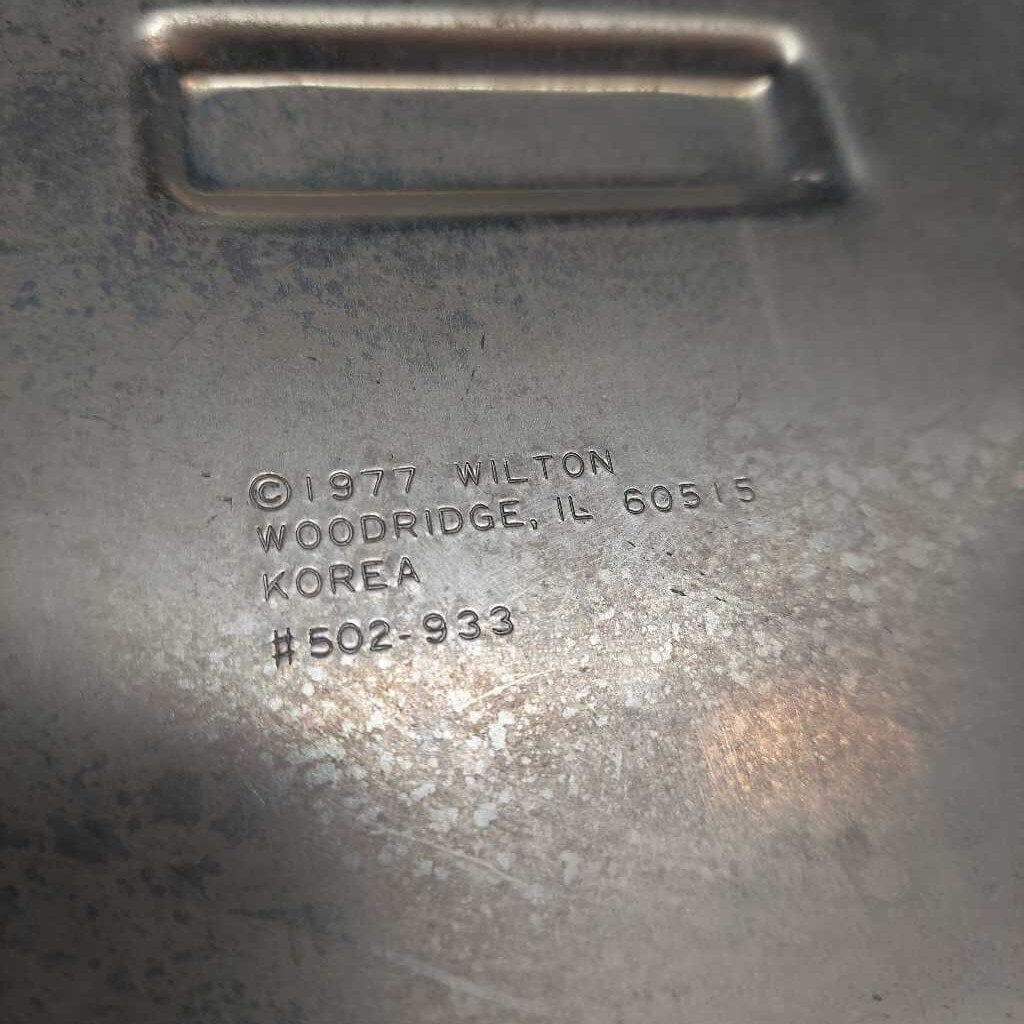 ©1977 WILTON
WOODRIDGE, IL 60515
KOREA
#502-933